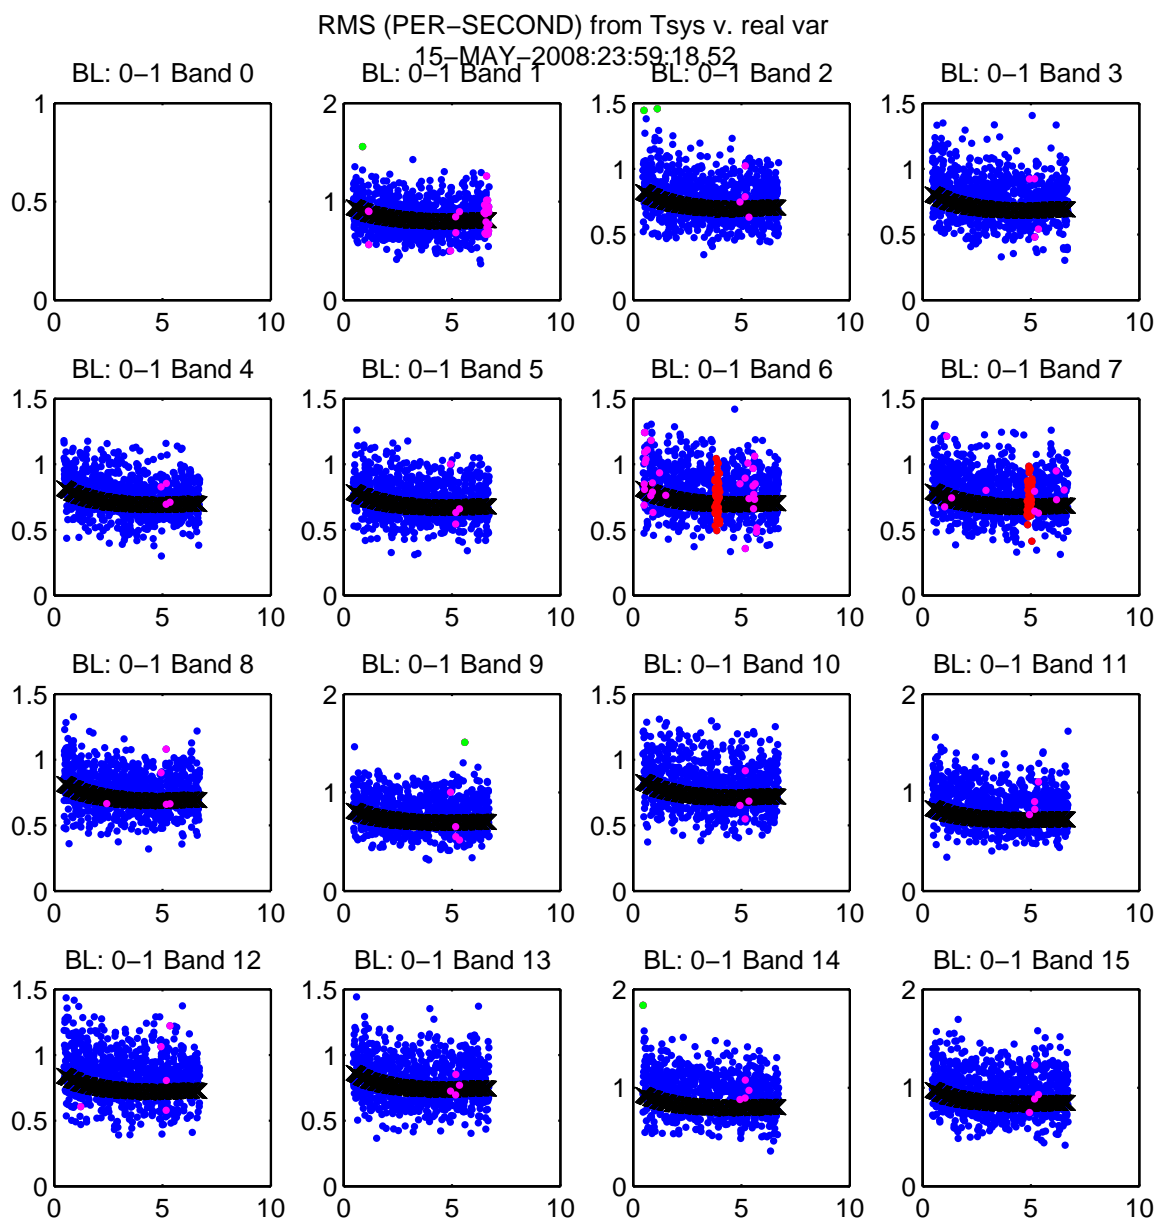 RMS (PER−SECOND) from Tsys v. real var
15−MAY−2008:23:59:18.52
BL: 0−1 Band 0
BL: 0−1 Band 1
BL: 0−1 Band 2
BL: 0−1 Band 3
1
0.5
0
0 5 10
2
1
0
0 5 10
1.5
1
0.5
0
0 5 10
1.5
1
0.5
0
0 5 10
BL: 0−1 Band 4
BL: 0−1 Band 5
BL: 0−1 Band 6
BL: 0−1 Band 7
1.5
1
0.5
0
0 5 10
1.5
1
0.5
0
0 5 10
1.5
1
0.5
0
0 5 10
1.5
1
0.5
0
0 5 10
BL: 0−1 Band 8
BL: 0−1 Band 9
BL: 0−1 Band 10
BL: 0−1 Band 11
1.5
1
0.5
0
0 5 10
2
1
0
0 5 10
1.5
1
0.5
0
0 5 10
2
1
0
0 5 10
BL: 0−1 Band 12
BL: 0−1 Band 13
BL: 0−1 Band 14
BL: 0−1 Band 15
1.5
1
0.5
0
0 5 10
1.5
1
0.5
0
0 5 10
2
1
0
0 5 10
2
1
0
0 5 10